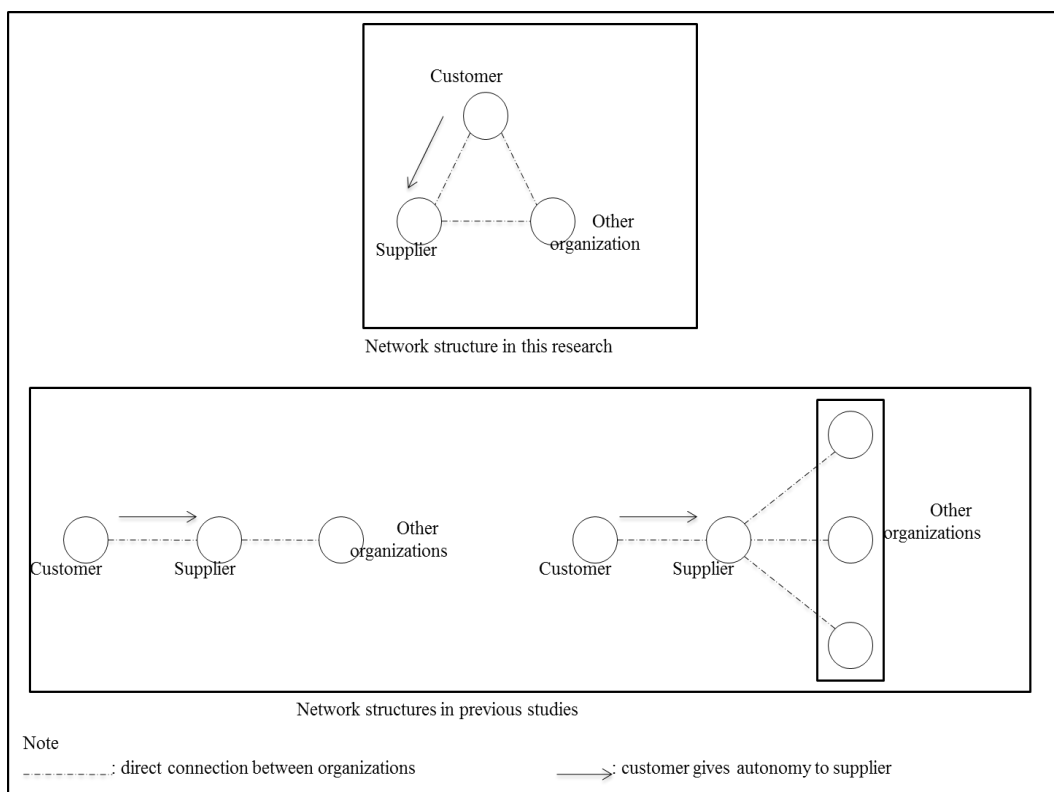 Customer
Supplier
Other
organization
Network structure in this research
Customer
Supplier
Other
organizations
Customer
Supplier
Other
organizations
Network structures in previous studies
Note
: direct connection between organizations
: customer gives autonomy to supplier